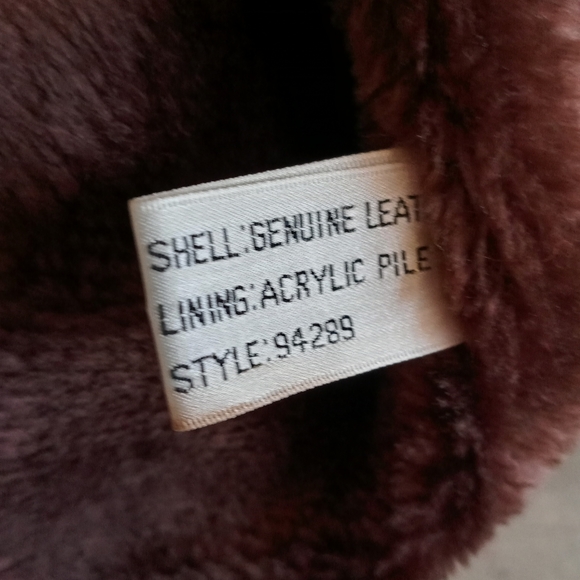 SHELL:GENUINE LEAT
LINING:ACRYLIC PILE
STYLE:94289